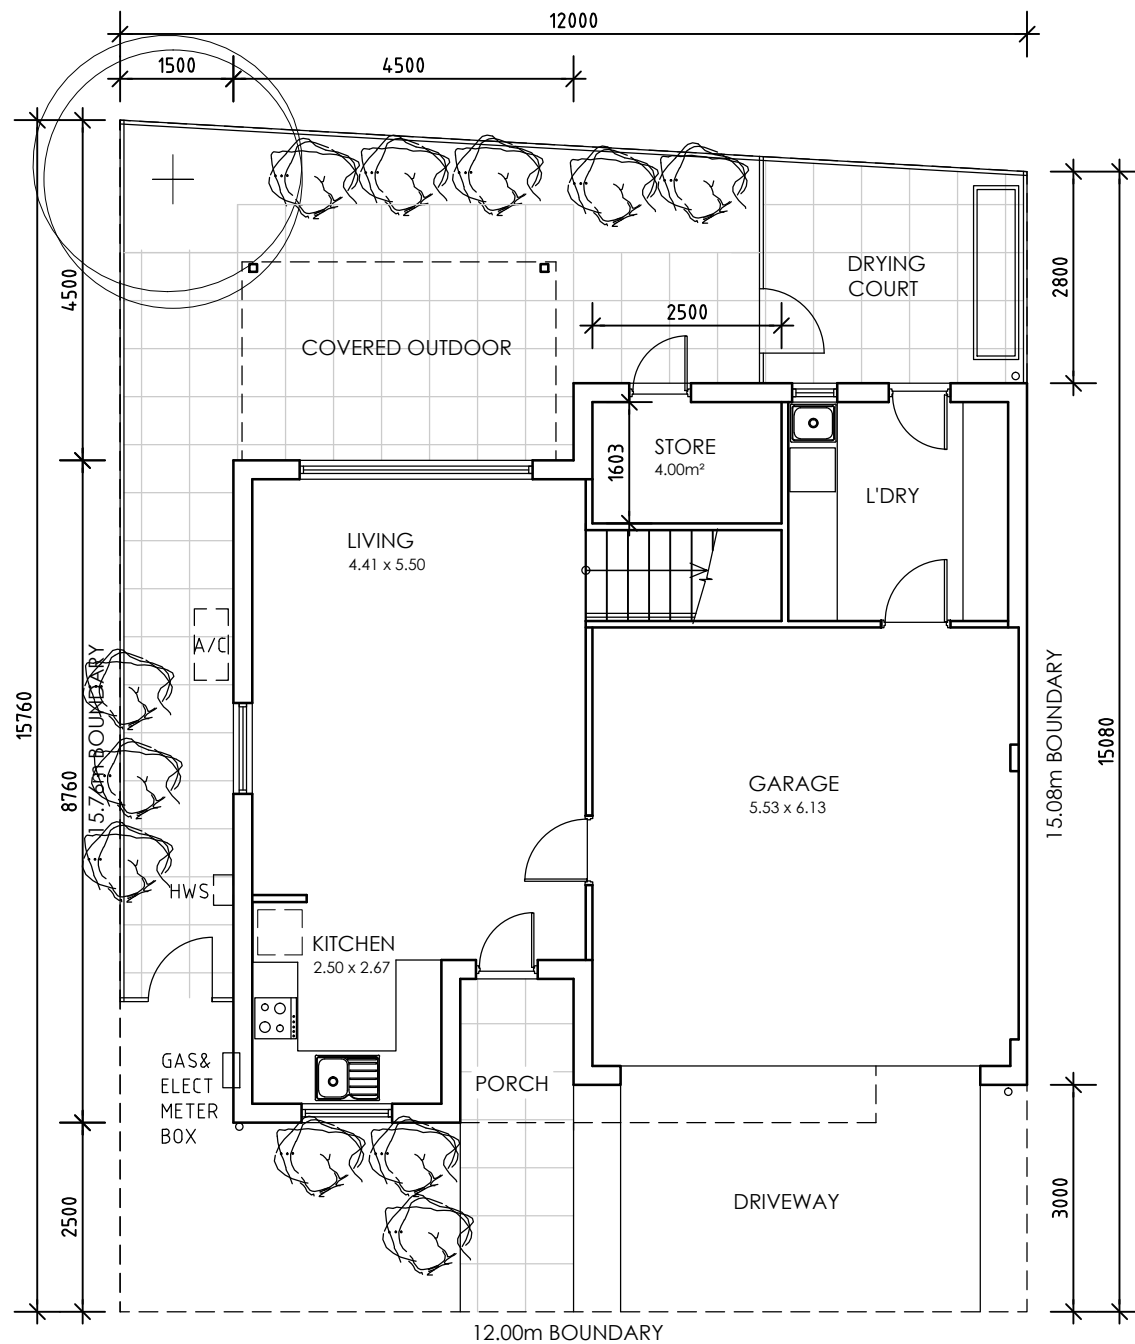 12000
1500
4500
DRYING
COURT
2800
4500
2500
COVERED OUTDOOR
STORE
4.00m²
1603
L'DRY
LIVING
4.41 x 5.50
A/C
15.76m BOUNDARY
15760
8760
15.08m BOUNDARY
15080
GARAGE
5.53 x 6.13
HWS
KITCHEN
2.50 x 2.67
GAS&
ELECT
METER
BOX
PORCH
DRIVEWAY
2500
3000
12.00m BOUNDARY